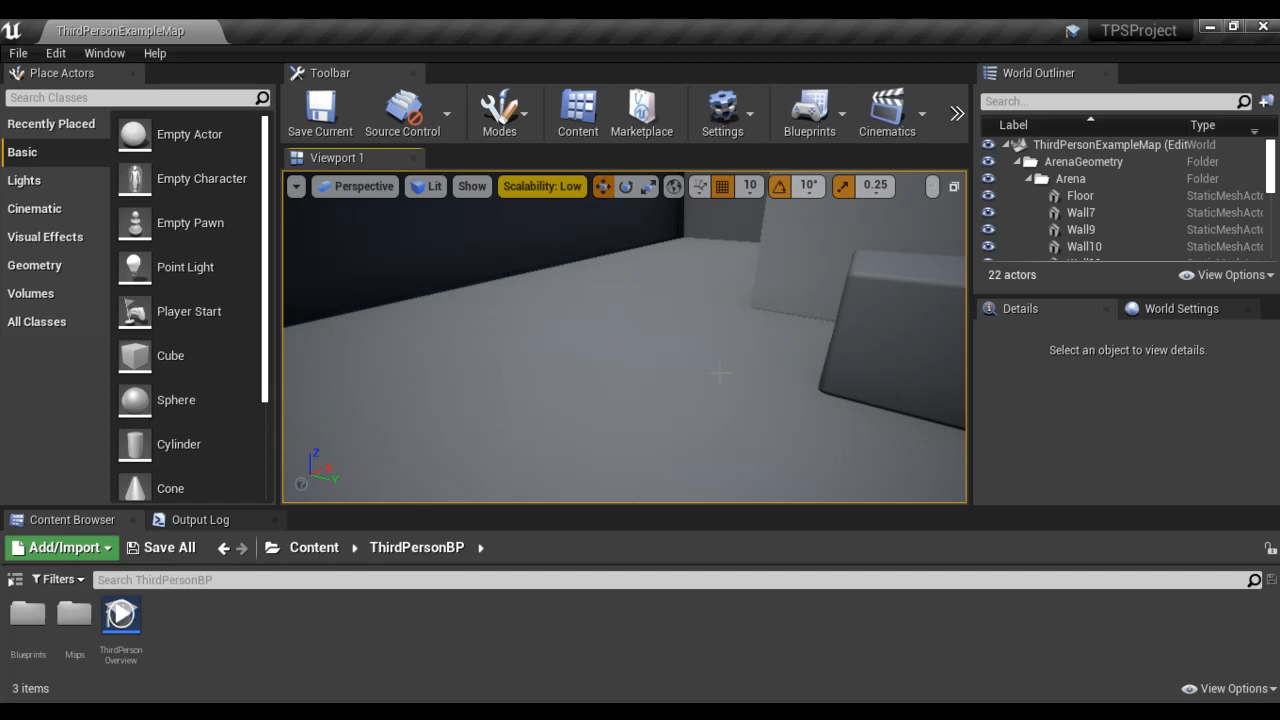 ThirdPersonExampleMap
TPSProject
File Edit Window Help
Place Actors
Search Classes
Recently Placed
Basic
Lights
Cinematic
Visual Effects
Geometry
Volumes
All Classes
Empty Actor
Empty Character
Empty Pawn
Point Light
Player Start
Cube
Sphere
Cylinder
Cone
Toolbar
Save Current Source Control Modes Content Marketplace Settings Blueprints Cinematics
Viewport 1
Perspective Lit Show Scalability: Low 10 10° 0.25
Z
X
Y
World Outliner
Search...
Label Type
ThirdPersonExampleMap (Edit World
ArenaGeometry Folder
Arena Folder
Floor StaticMeshActo
Wall7 StaticMeshActo
Wall9 StaticMeshActo
Wall10 StaticMeshActo
22 actors View Options
Details World Settings
Select an object to view details.
Content Browser Output Log
Add/Import Save All Content ThirdPersonBP
Filters Search ThirdPersonBP
Blueprints Maps ThirdPerson
Overview
3 items View Options